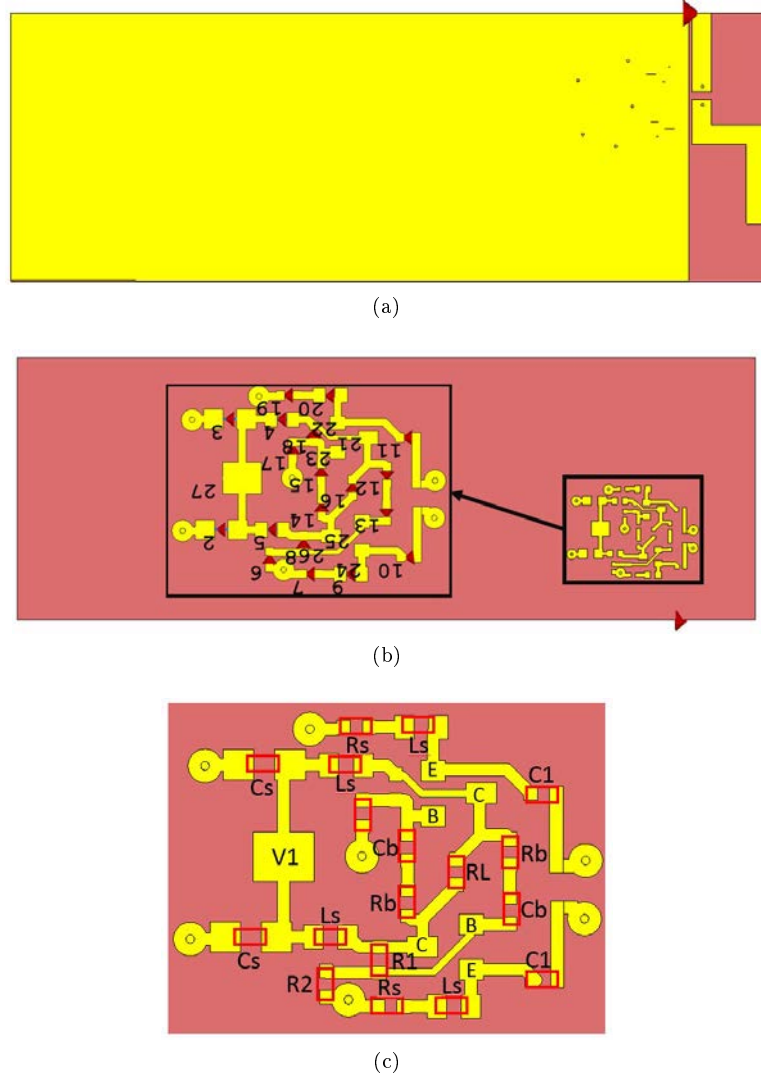 (a)
19 20
3 4 22
18 21 11
17 23
27 15 16 12
14
2 5 25 13
26 8
6 24 10
7 9
(b)
Rs Ls
Cs Ls E C1
C
B
V1 Cb RL Rb
Rb Cb
Ls B
Cs C R1 E C1
R2 Rs Ls
(c)